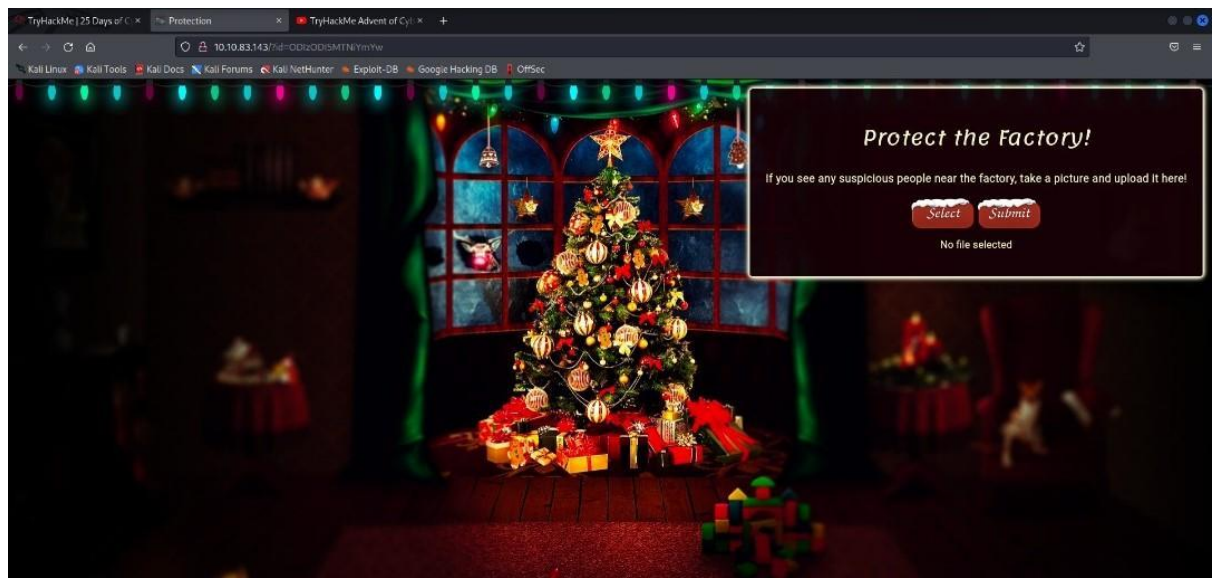 TryHackMe | 25 Days of C
Protection
TryHackMe Advent of Cyb
10.10.83.143/?id=ODIzODI5MTNiYmYw
Kali Linux Kali Tools Kali Docs Kali Forums Kali NetHunter Exploit-DB Google Hacking DB OffSec
Protect the Factory!
If you see any suspicious people near the factory, take a picture and upload it here!
Select Submit
No file selected